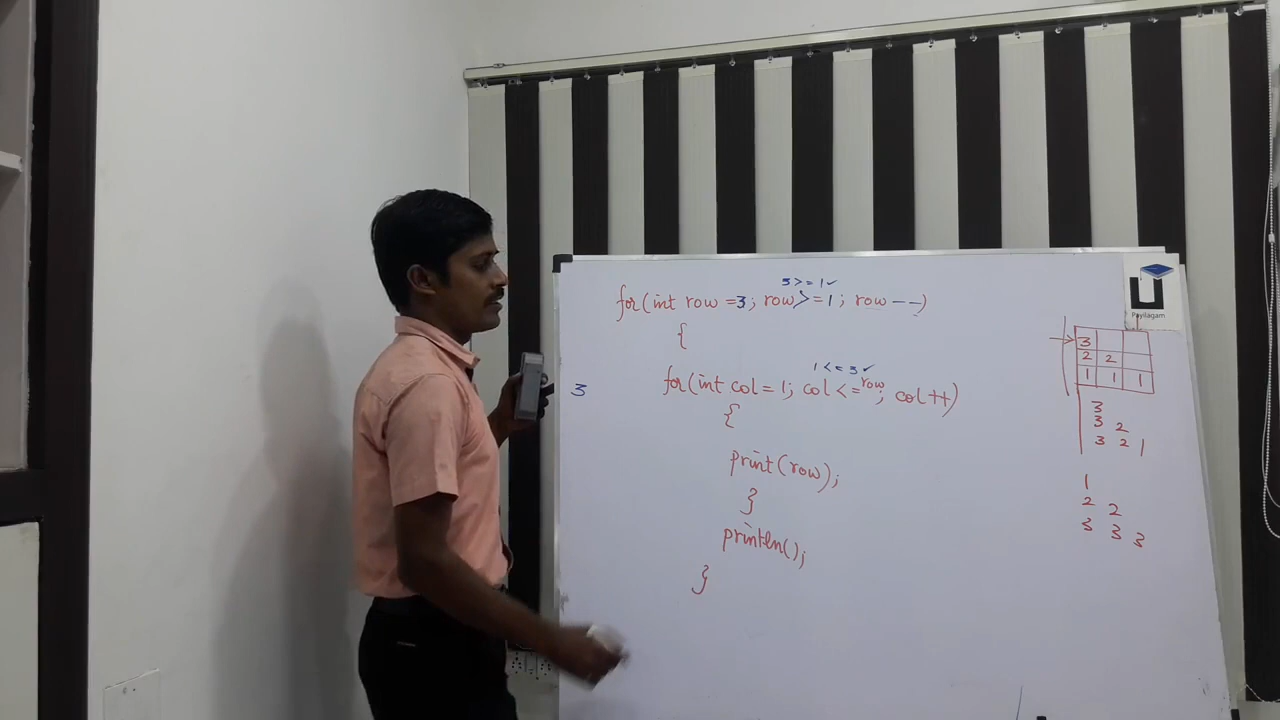 3>=1✓
for(int row =3; row>=1; row--)
{
1<=3✓
3 for(int col=1; col<=row; col++)
{
print(row);
}
println();
}
Payilagam
3
2 2
1 1 1
3
3 2
3 2 1
1
2 2
3 3 3